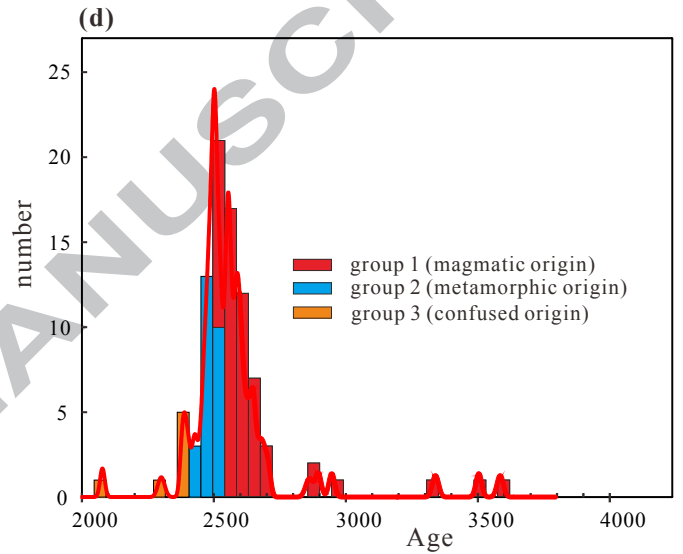 (d)
ANUSC
number
25
20
15
10
5
0
group 1 (magmatic origin)
group 2 (metamorphic origin)
group 3 (confused origin)
2000 2500 3000 3500 4000
Age